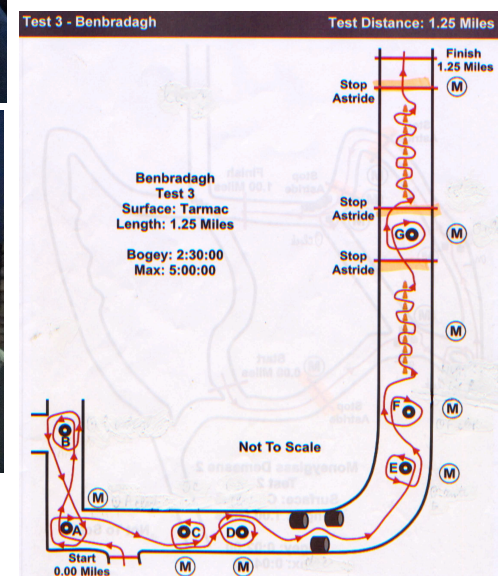 Test 3 - Benbradagh
Test Distance: 1.25 Miles
Finish
1.25 Miles
Stop
Astride
M
Benbradagh
Test 3
Surface: Tarmac
Length: 1.25 Miles
Bogey: 2:30:00
Max: 5:00:00
Stop
Astride
G
M
Stop
Astride
M
F
M
B
Not To Scale
E
M
M
A
C
D
Start
0.00 Miles
M
M